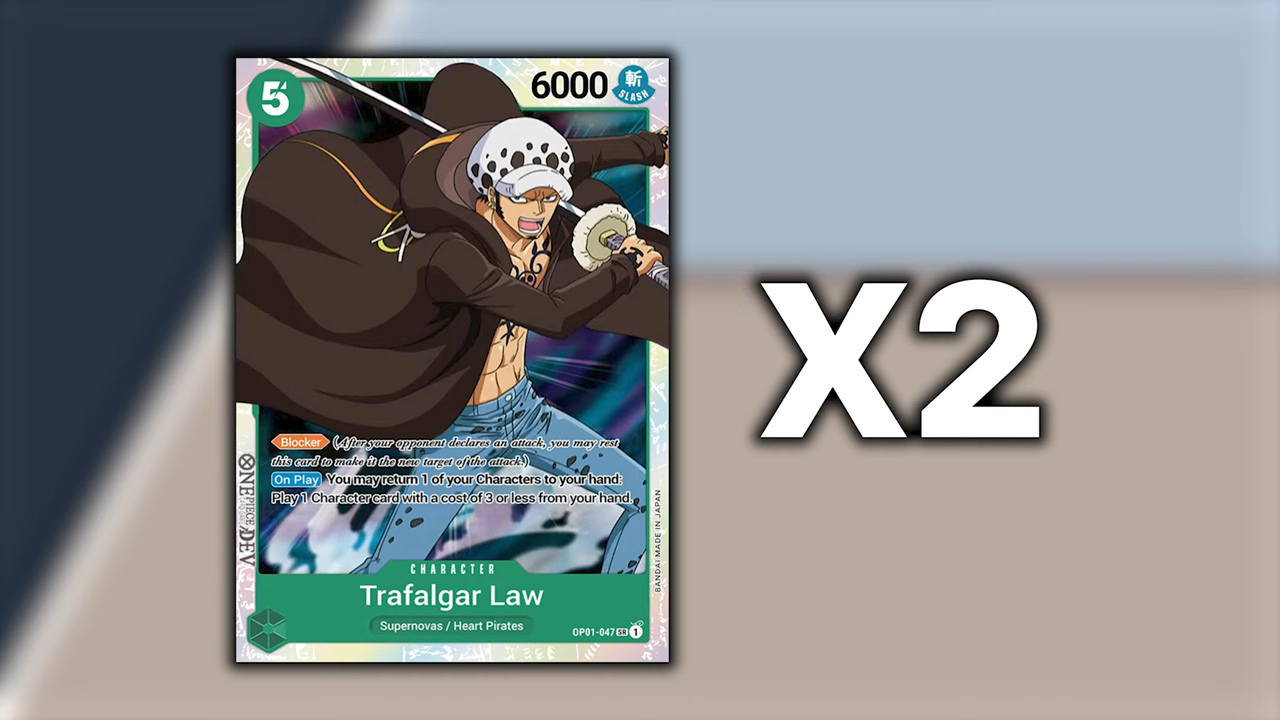 5
6000
斬
SLASH
X2
Blocker (After your opponent declares an attack, you may rest
this card to make it the new target of the attack.)
On Play You may return 1 of your Characters to your hand:
Play 1 Character card with a cost of 3 or less from your hand.
ONE PIECE.DEV
BANDAI MADE IN JAPAN
CHARACTER
Trafalgar Law
Supernovas / Heart Pirates
OP01-047 SR 1